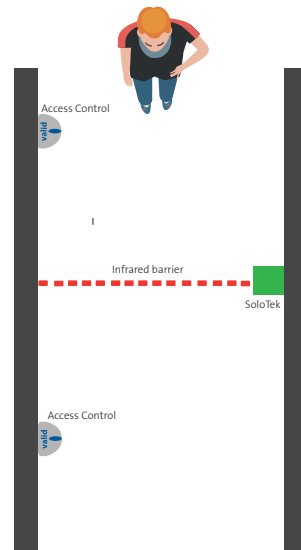 Access Control
valid
Infrared barrier
SoloTek
Access Control
valid